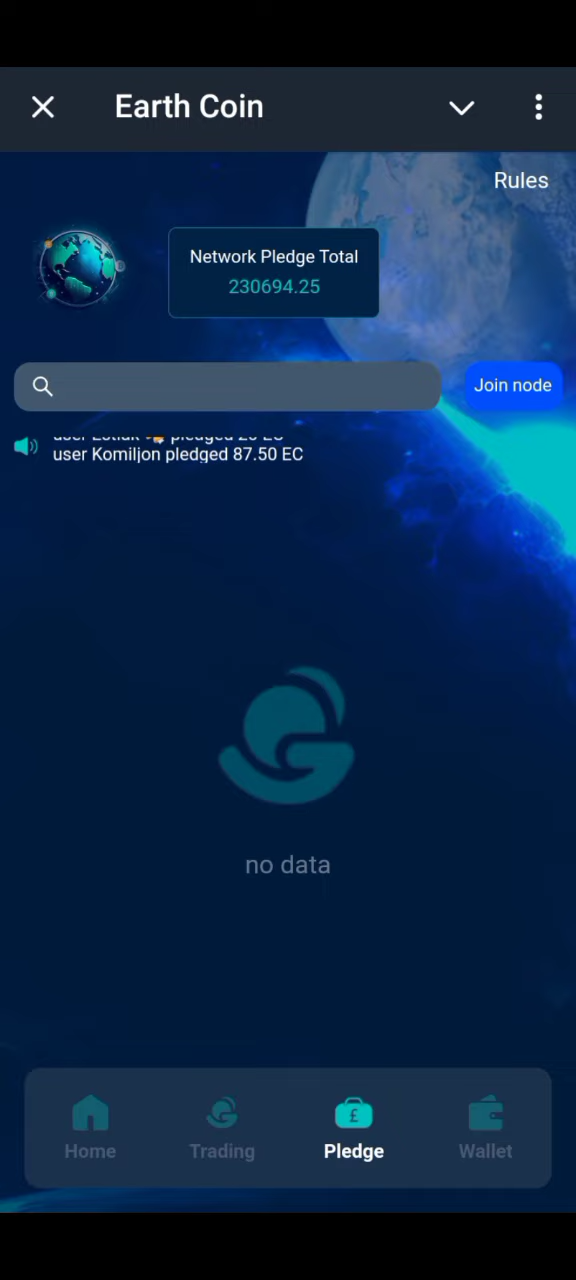 Earth Coin
Rules
Network Pledge Total
230694.25
Join node
user Komiljon pledged 87.50 EC
no data
Home
Trading
Pledge
Wallet